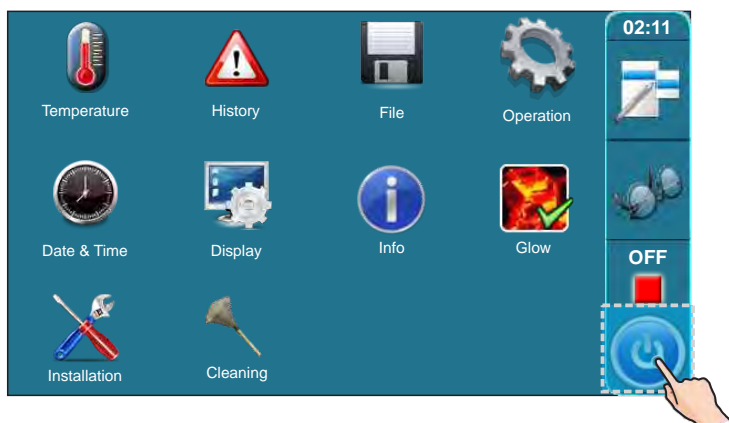 02:11
Temperature
History
File
Operation
Date & Time
Display
Info
Glow
OFF
Installation
Cleaning